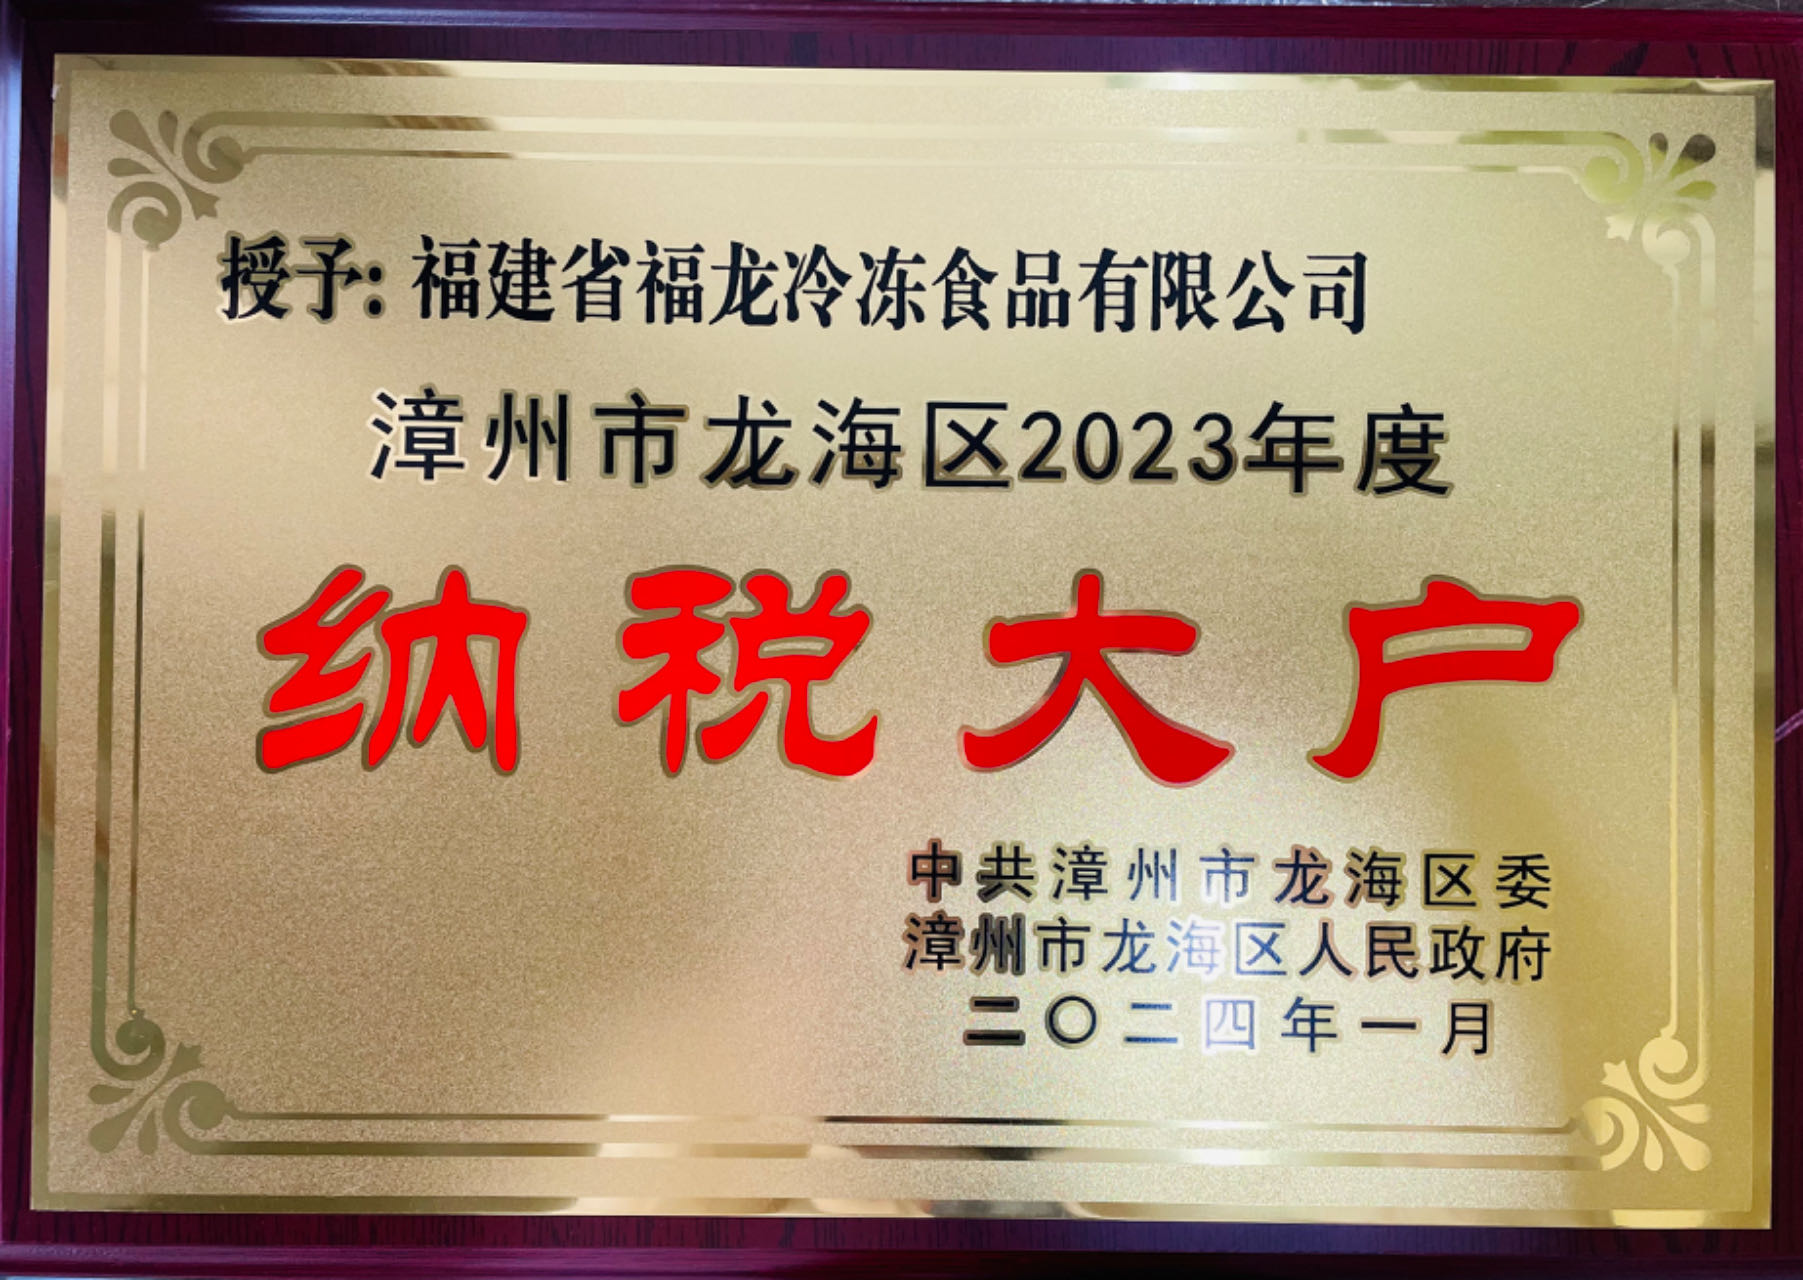 授予:福建省福龙冷冻食品有限公司
漳州市龙海区2023年度
纳税大户
中共漳州市龙海区委
漳州市龙海区人民政府
二〇二四年一月